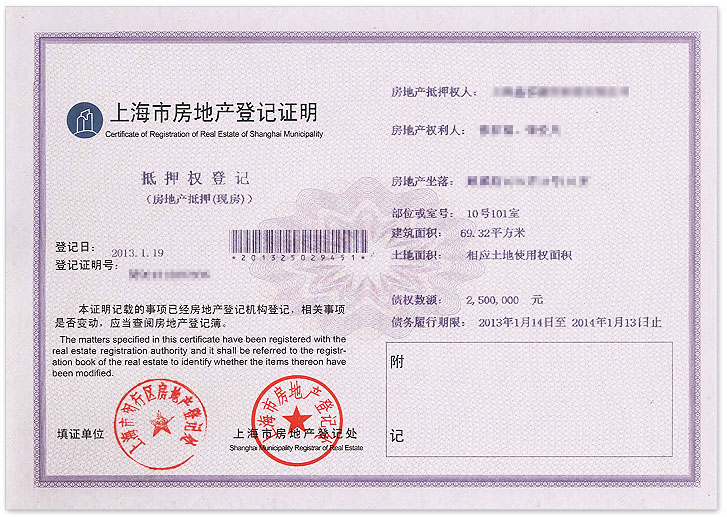 上海市房地产登记证明
Certificate of Registration of Real Estate of Shanghai Municipality
抵押权登记
（房地产抵押(现房)）
登记日： 2013.1.19
*201325029451*
登记证明号：
本证明记载的事项已经房地产登记机构登记，相关事项
是否变动，应当查阅房地产登记簿。
The matters specified in this certificate have been registered with the
real estate registration authority and it shall be referred to the registr-
ation book of the real estate to identify whether the items thereon have
been modified.
填证单位
上海市闵行区房地产登记处
上海市房地产登记处
上海市房地产登记处
Shanghai Municipality Registrar of Real Estate
房地产抵押权人：
房地产权利人：
房地产坐落：
部位或室号： 10号101室
建筑面积： 69.32平方米
土地面积： 相应土地使用权面积
债权数额： 2,500,000 元
债务履行期限： 2013年1月14日至 2014年1月13日止
附
记